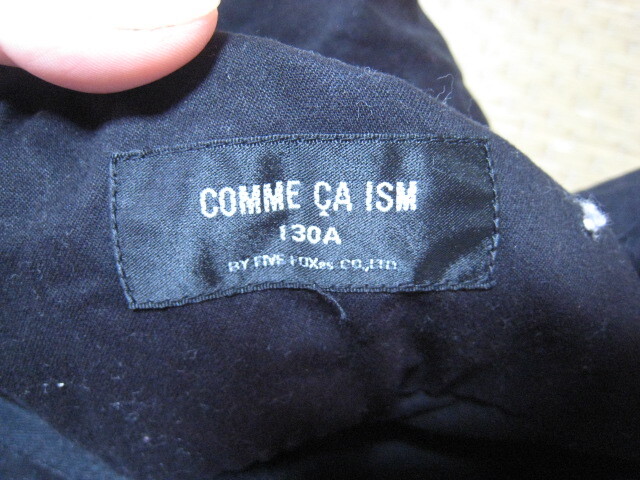 COMME ÇA ISM
130A
BY FIVE FOXes CO.,LTD.